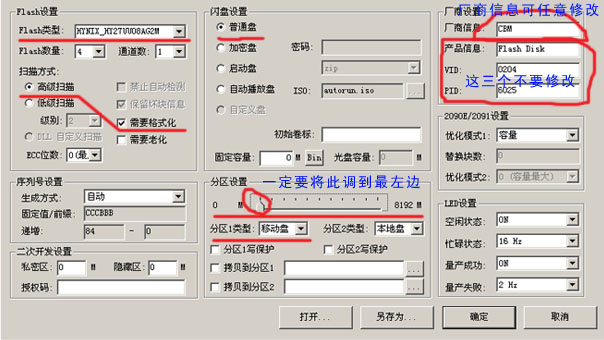 厂商信息可任意修改
Flash设置
Flash类型: HYNIX_HY27UU08AG2M
Flash数量: 4 通道数: 1
扫描方式:
高级扫描
禁止自动检测
低级扫描
保留坏块信息
级别: 2
需要格式化
DLL 自定义扫描
需要老化
ECC位数: 0(最
闪盘设置
普通盘
加密盘 密码:
启动盘 zip
自动播放盘 ISO: autorun.iso ...
自定义盘
初始卷标:
固定容量: 0 M Bin 光盘容量: 0 M
厂商设置
厂商信息: CBM
产品信息: Flash Disk
VID: 0204
这三个不要修改
PID: 6025
2090E/2091设置
优化模式1: 容量
替换块数: 0
优化模式2: 0 (容量最大)
序列号设置
生成方式: 自动
固定值/前缀: CCCBBB
递增: 84 - 0
分区设置
一定要将此调到最左边
0 M 8192 M
分区1类型: 移动盘 分区2类型: 本地盘
分区1写保护 分区2写保护
拷贝到分区1 ...
拷贝到分区2 ...
LED设置
空闲状态: ON
忙碌状态: 16 Hz
量产成功: ON
量产失败: 2 Hz
二次开发设置
私密区: 0 M 隐藏区: 0 M
授权码:
打开... 另存为... 确定 取消